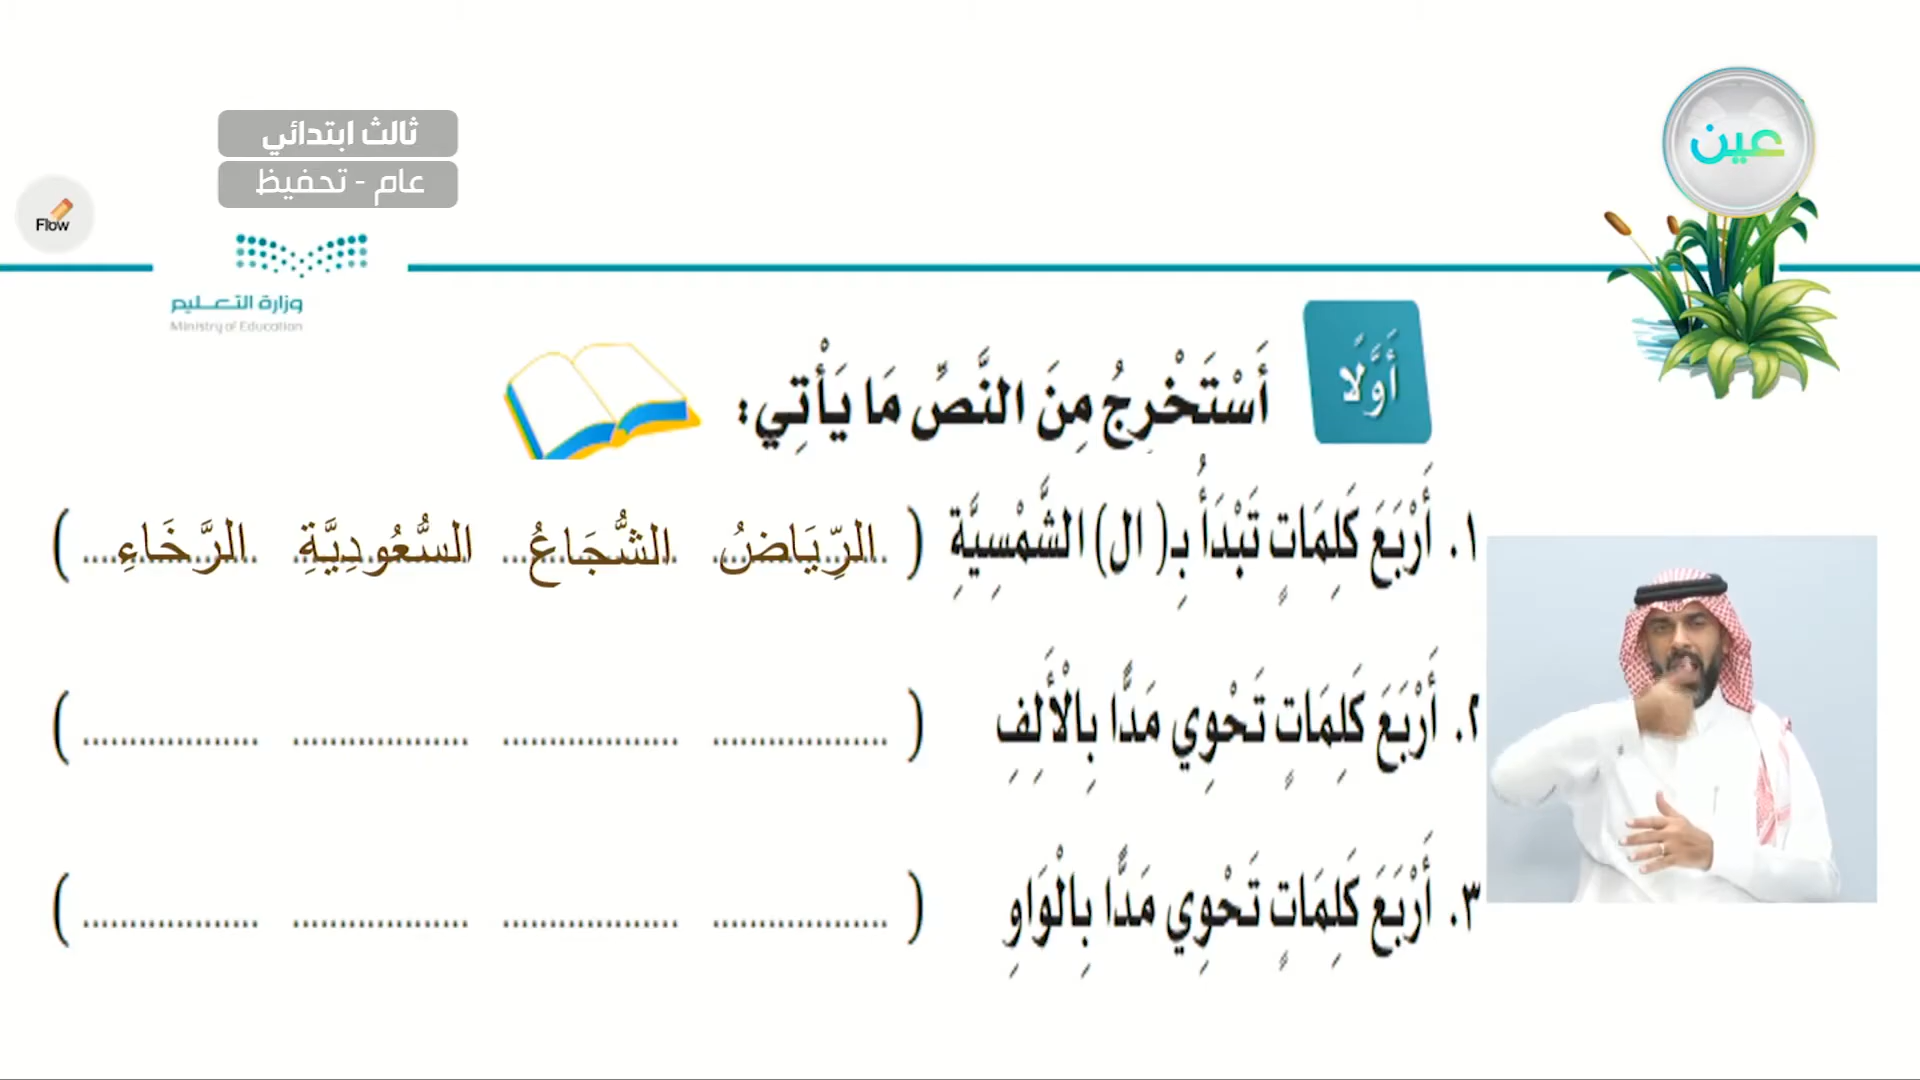 عين
ثالث ابتدائي
عام - تحفيظ
Flow
وزارة التعليم
Ministry of Education
أَوَّلًا
أَسْتَخْرِجُ مِنَ النَّصِّ مَا يَأْتِي:
١. أَرْبَعَ كَلِمَاتٍ تَبْدَأُ بِـ( ال) الشَّمْسِيَّةِ ( الرِّيَاضُ الشُّجَاعُ السُّعُودِيَّةِ الرَّخَاءِ )
٢. أَرْبَعَ كَلِمَاتٍ تَحْوِي مَدًّا بِالْأَلِفِ ( ................... ................... ................... ................... )
٣. أَرْبَعَ كَلِمَاتٍ تَحْوِي مَدًّا بِالْوَاوِ ( ................... ................... ................... ................... )